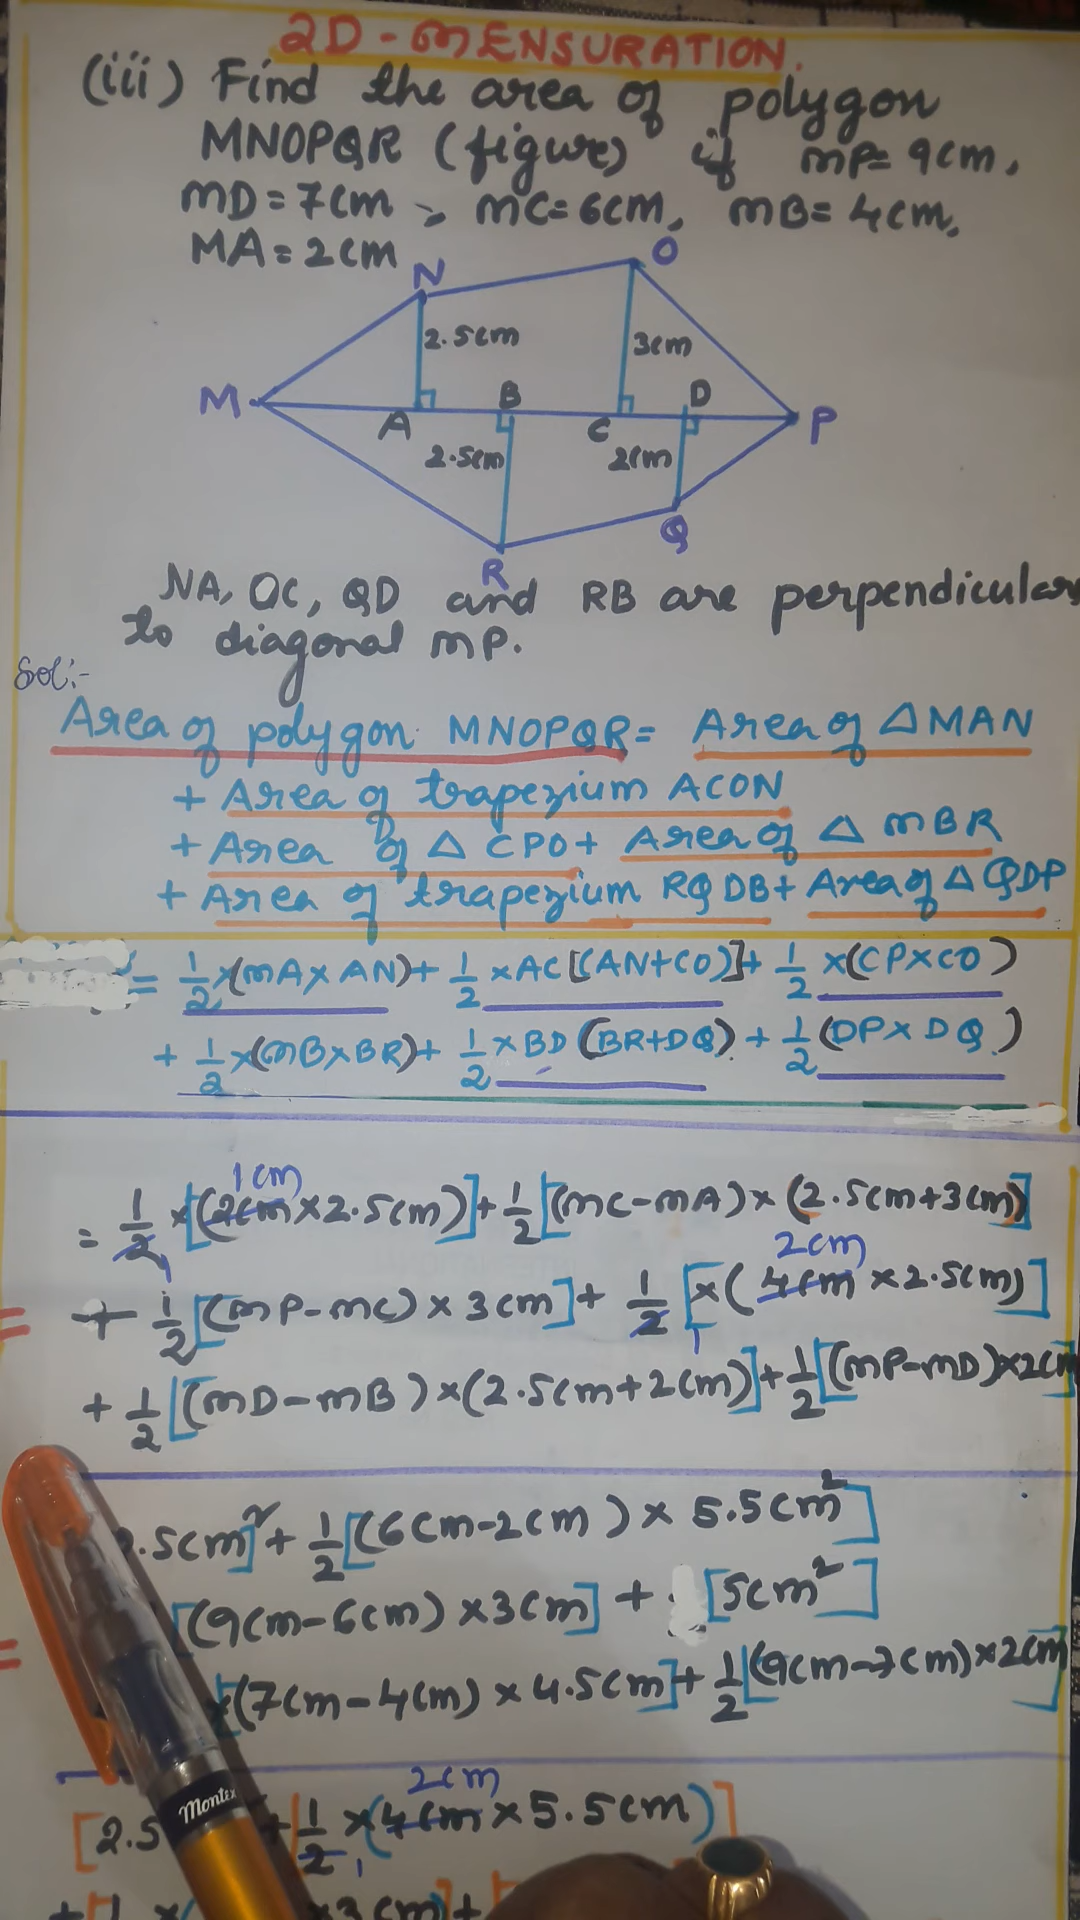 2D-MENSURATION.
(iii) Find the area of polygon
MNOPQR (figure) if MP=9cm,
MD=7cm, MC=6cm, MB=4cm,
MA=2cm
N
O
2.5cm
3cm
M
A
B
C
D
P
2.5cm
2cm
Q
R
NA, OC, QD and RB are perpendiculars
to diagonal MP.
Sol:-
Area of polygon MNOPQR = Area of △MAN
+ Area of trapezium ACON
+ Area of △ CPO + Area of △ MBR
+ Area of trapezium RQDB + Area of △ QDP
= 1/2 ×(MA×AN)+ 1/2 ×AC[(AN+CO)]+ 1/2 ×(CP×CO)
+ 1/2 ×(MB×BR)+ 1/2 ×BD (BR+DQ) + 1/2 (DP×DQ)
1cm
= 1/2 ×[(2cm×2.5cm)]+ 1/2 [(MC-MA)×(2.5cm+3cm)]
1
2cm
+ 1/2 [(MP-MC)×3cm]+ 1/2 [×(4cm×2.5cm)]
1
+ 1/2 [(MD-MB)×(2.5cm+2cm)]+1/2 [(MP-MD)×2cm]
.5cm²]+ 1/2 [(6cm-2cm)× 5.5cm²]
[(9cm-6cm)×3cm] + [5cm²]
×[(7cm-4cm)×4.5cm]+ 1/2 [(9cm-7cm)×2cm]
2cm
[2.5 + 1/2 ×(4cm×5.5cm)]
1
Montex
×3cm]+